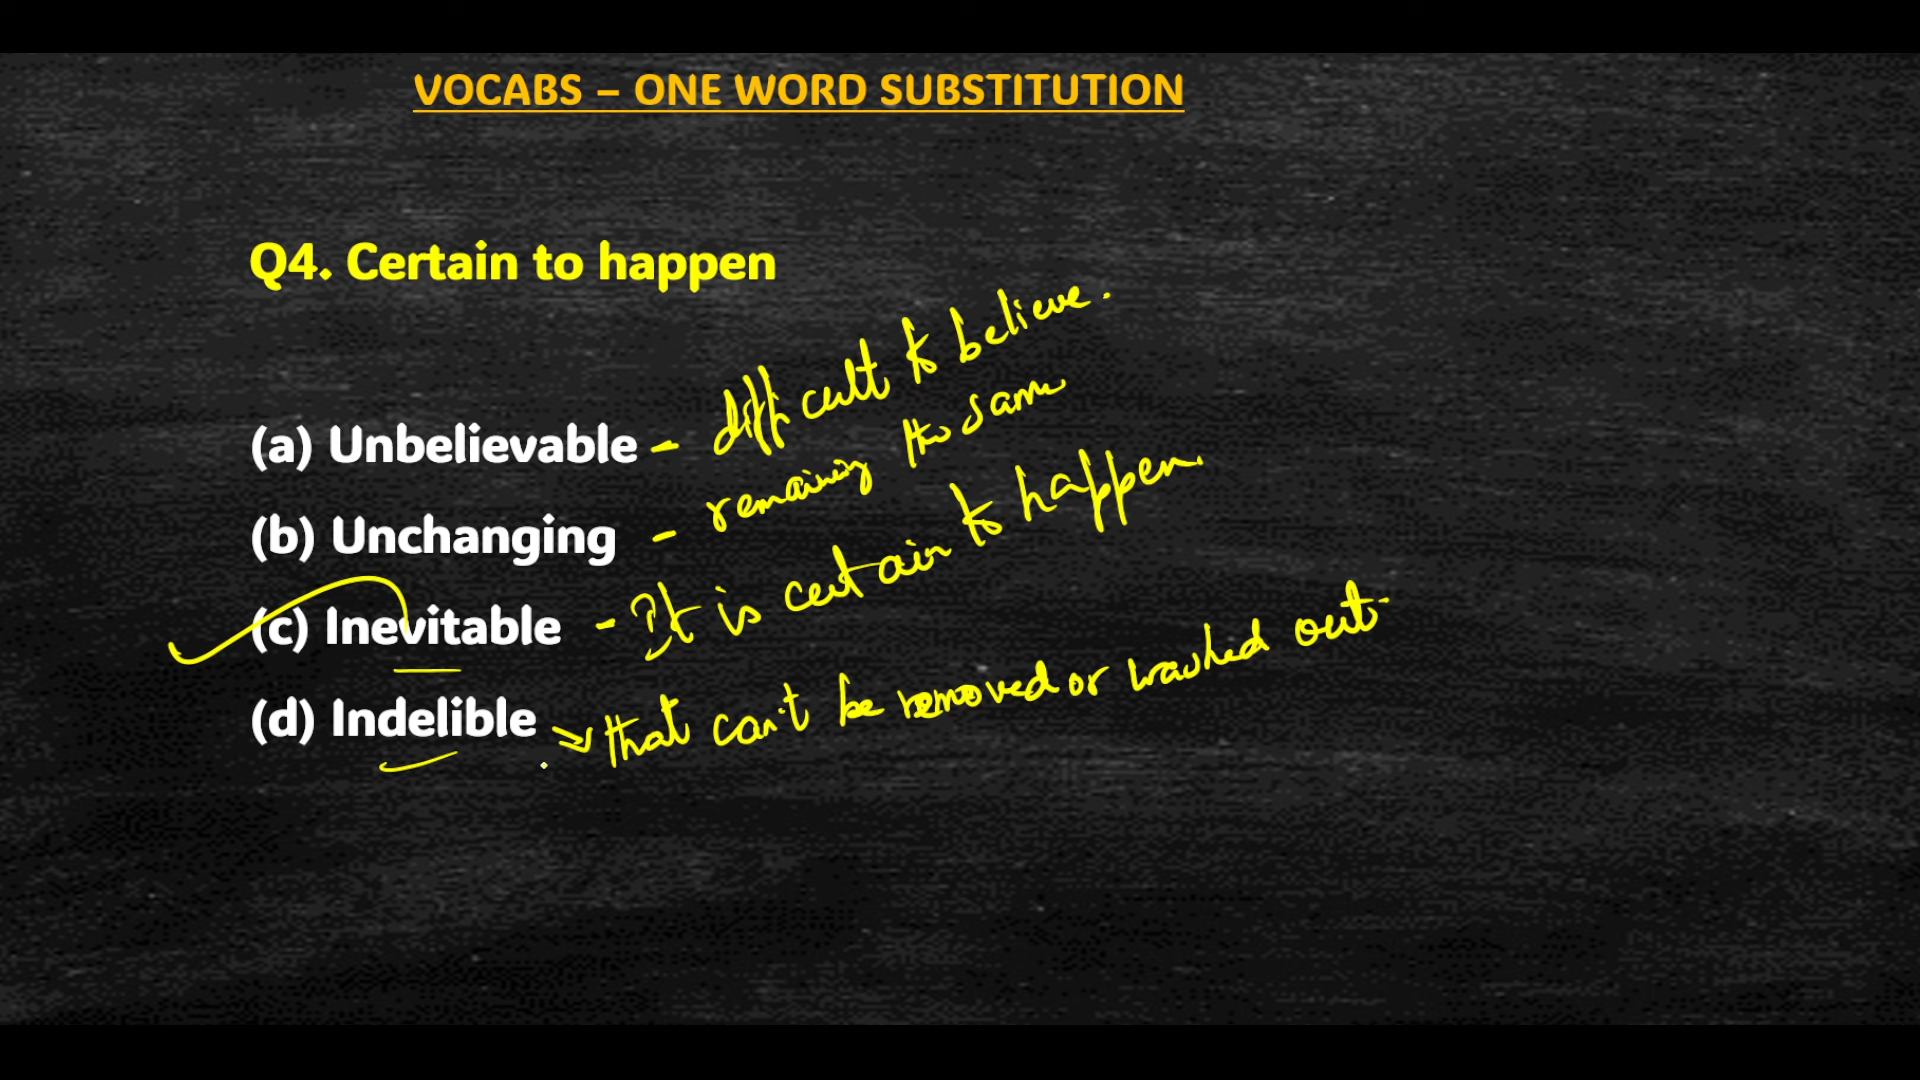 VOCABS – ONE WORD SUBSTITUTION
Q4. Certain to happen
(a) Unbelievable - difficult to believe.
(b) Unchanging - remaining the same
(c) Inevitable - It is certain to happen.
(d) Indelible → that can't be removed or washed out.